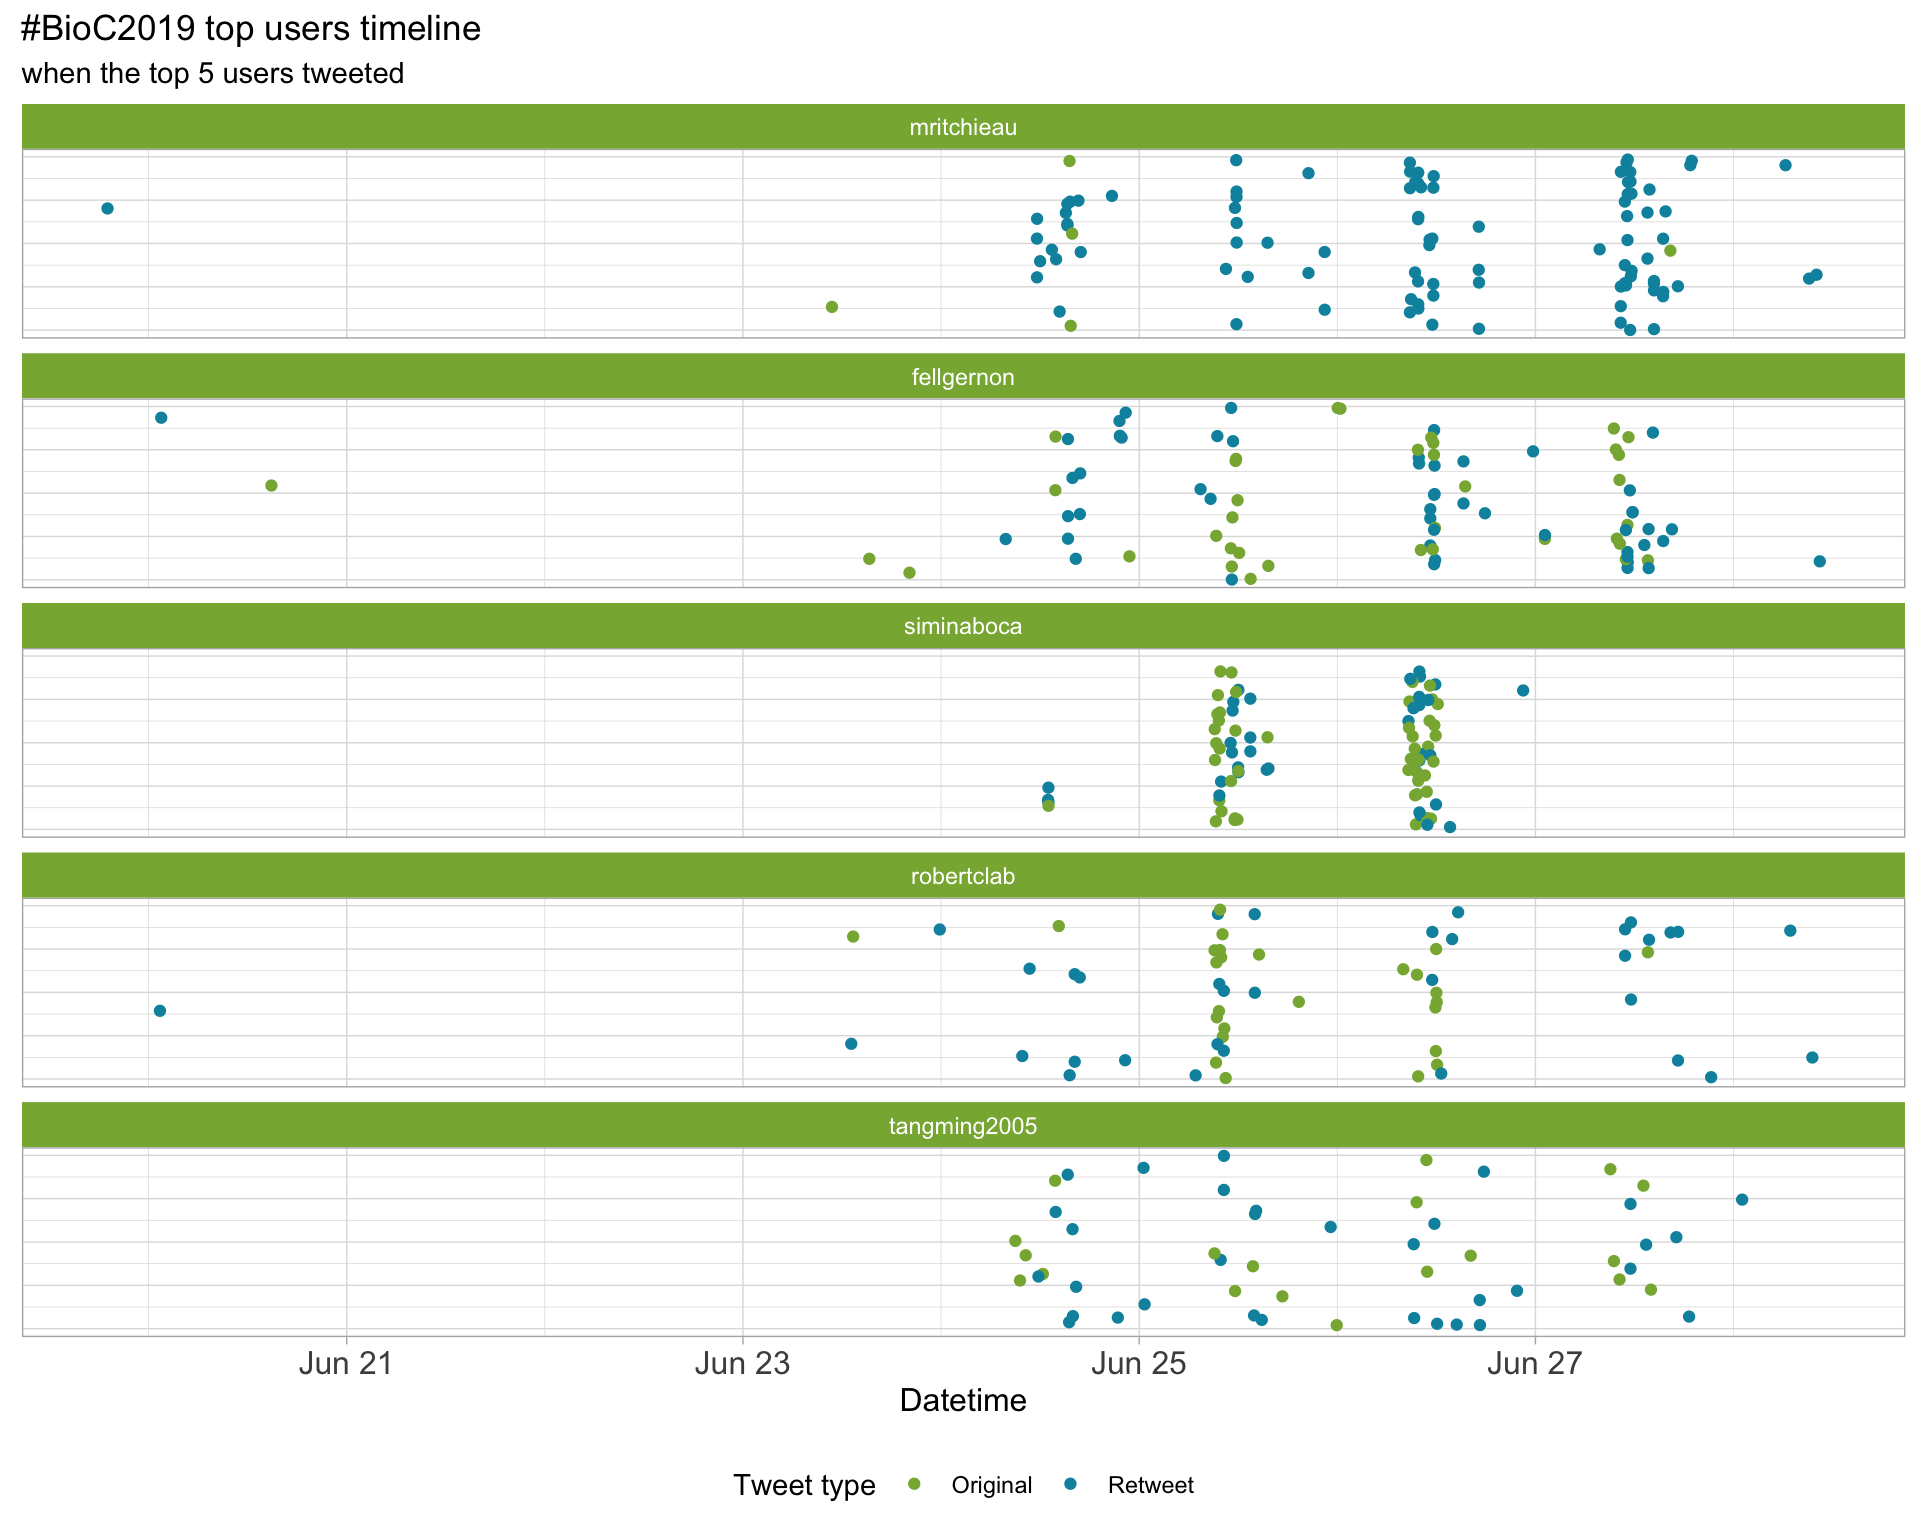 #BioC2019 top users timeline
when the top 5 users tweeted
mritchieau
fellgernon
siminaboca
robertclab
tangming2005
Jun 21 Jun 23 Jun 25 Jun 27
Datetime
Tweet type Original Retweet